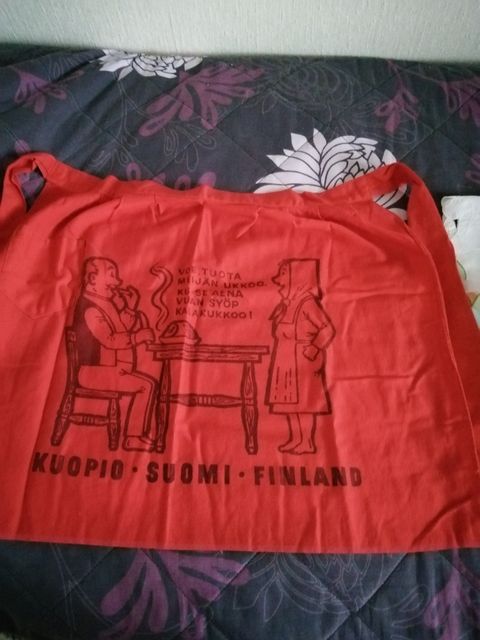 VOE, TUOTA
MEIJÄN UKKOO.
KU SE AENA
VUAN SYÖP
KALAKUKKOO!
KUOPIO · SUOMI · FINLAND